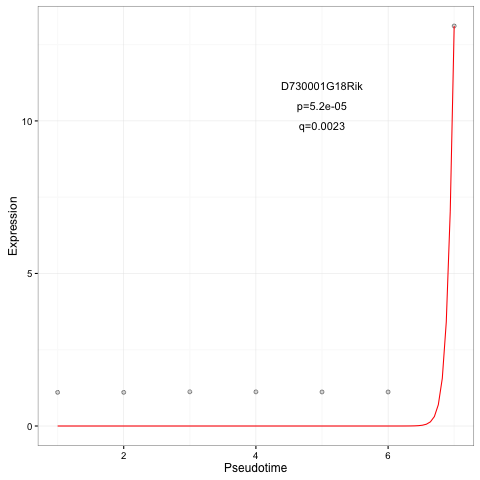 D730001G18Rik
p=5.2e-05
q=0.0023
10
5
0
Expression
2 4 6
Pseudotime